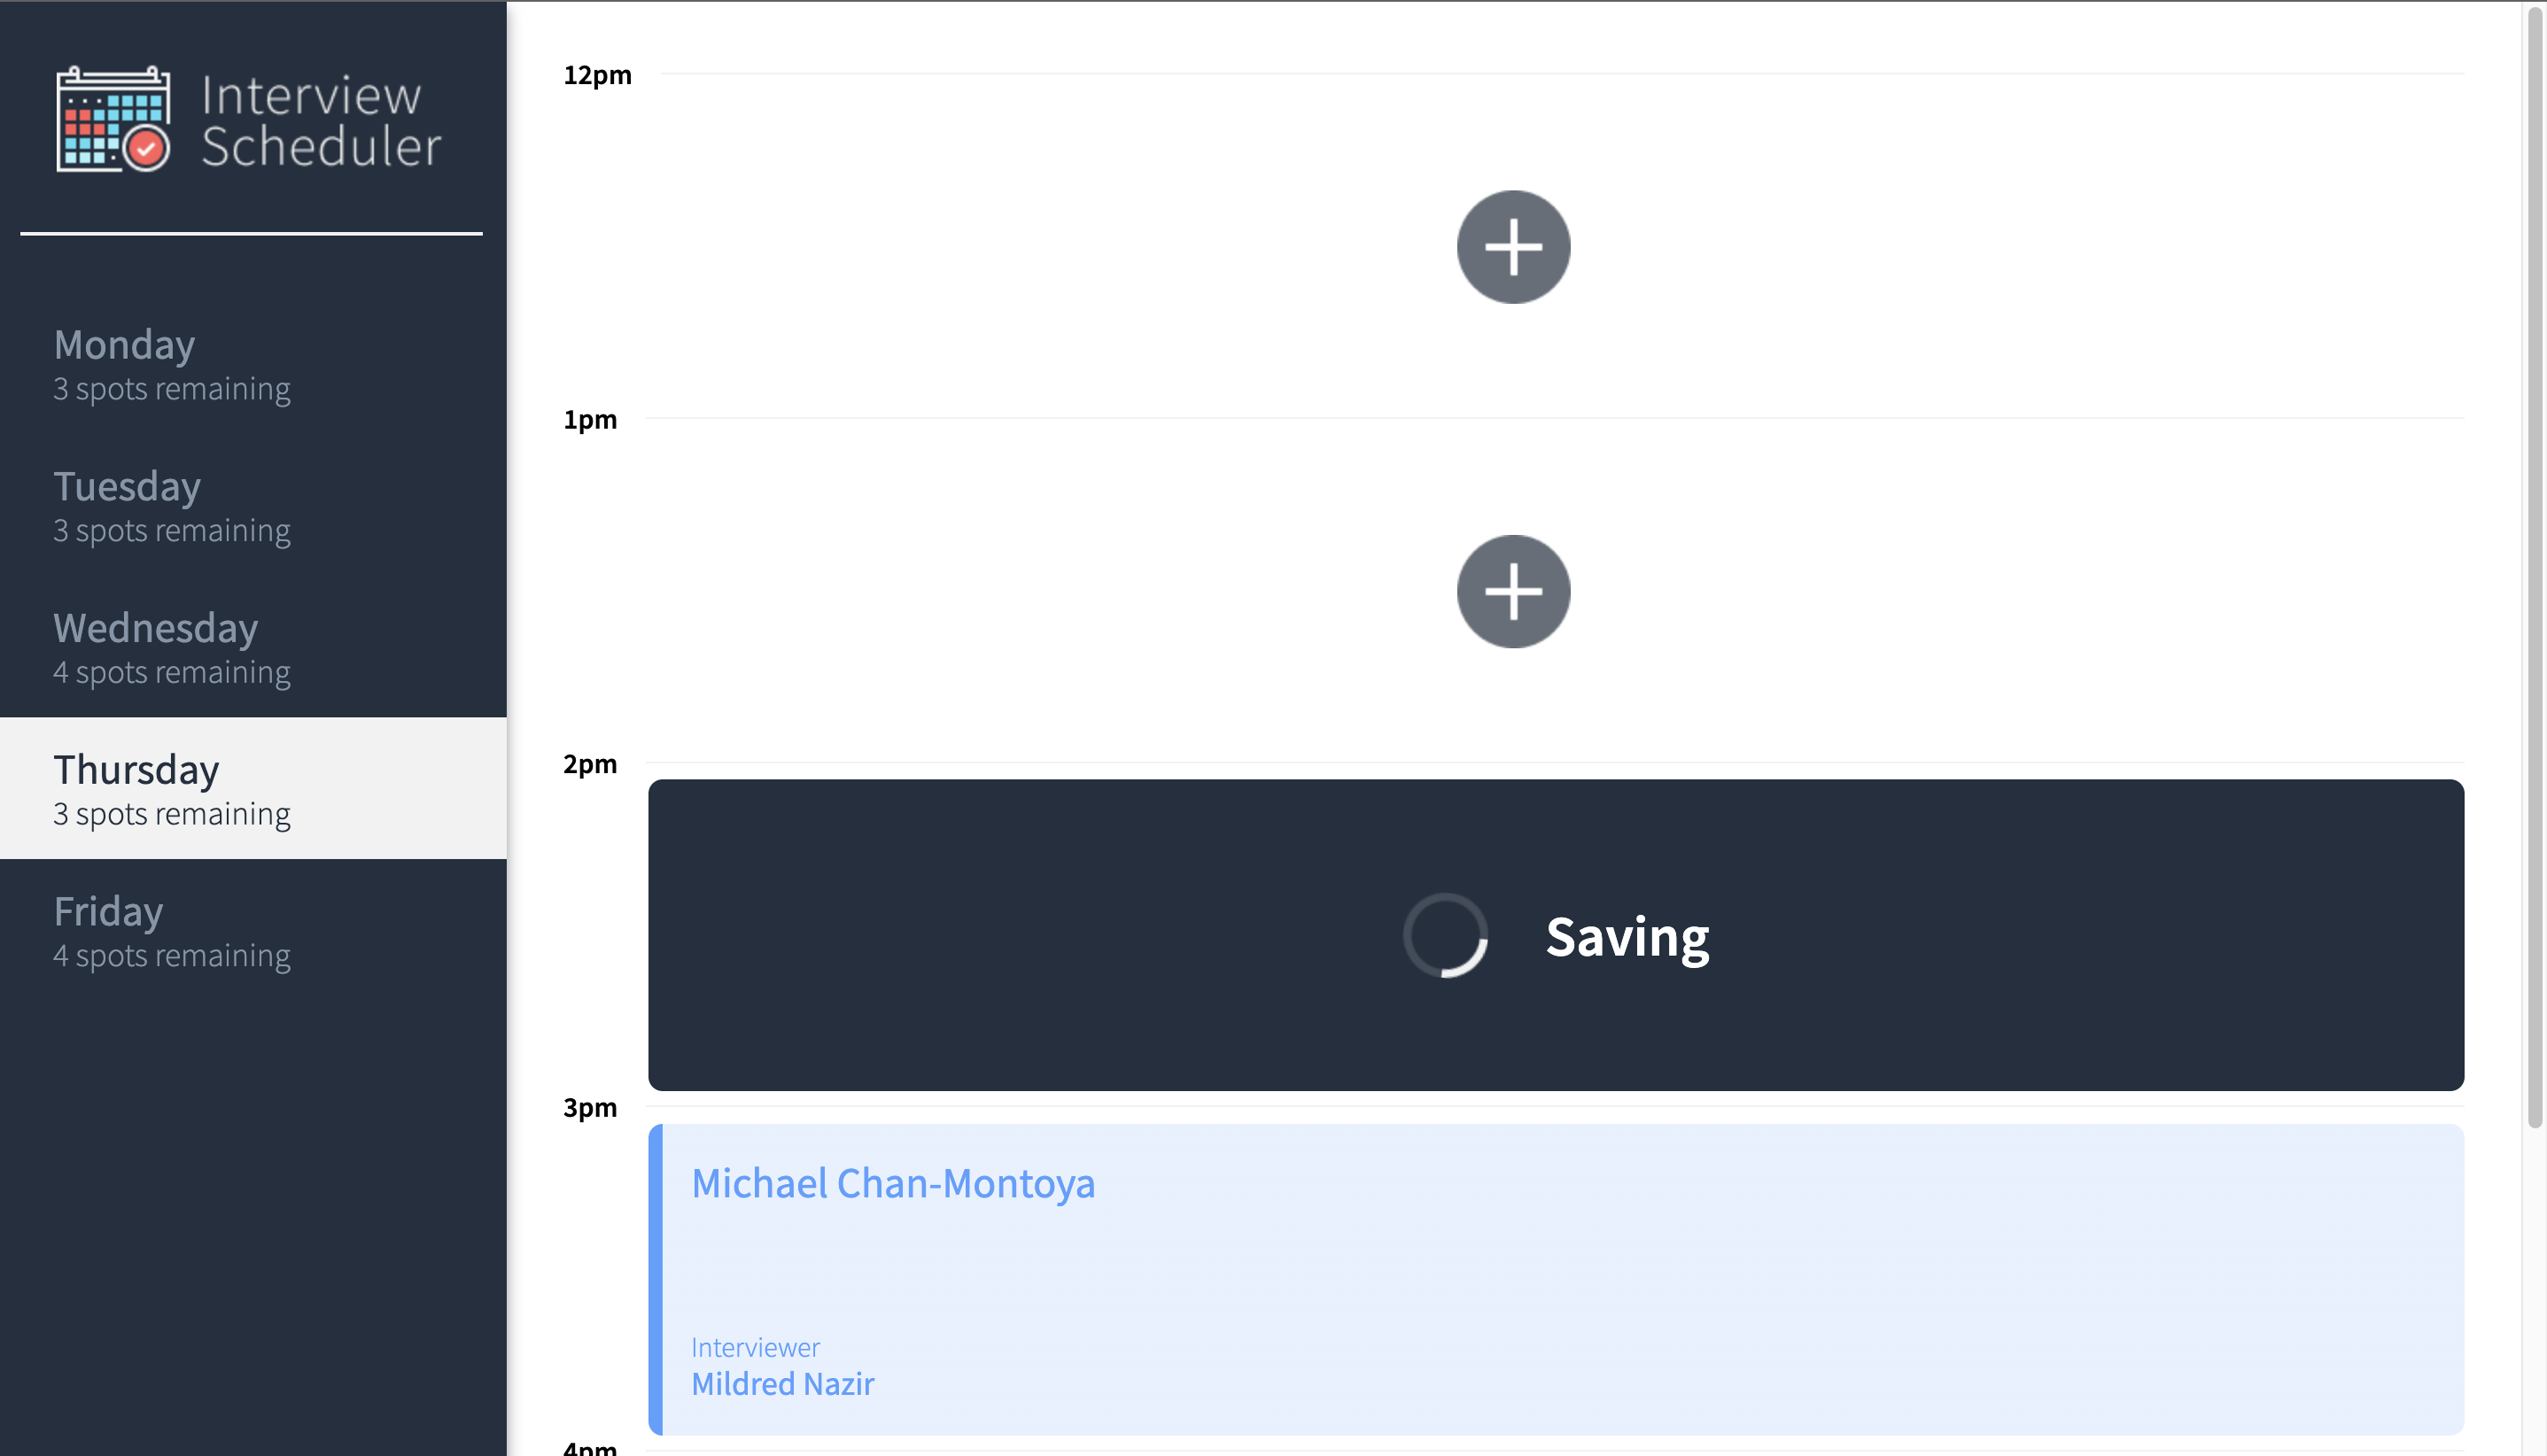 Interview
Scheduler
Monday
3 spots remaining
Tuesday
3 spots remaining
Wednesday
4 spots remaining
Thursday
3 spots remaining
Friday
4 spots remaining
12pm
1pm
2pm
Saving
3pm
Michael Chan-Montoya
Interviewer
Mildred Nazir
4pm